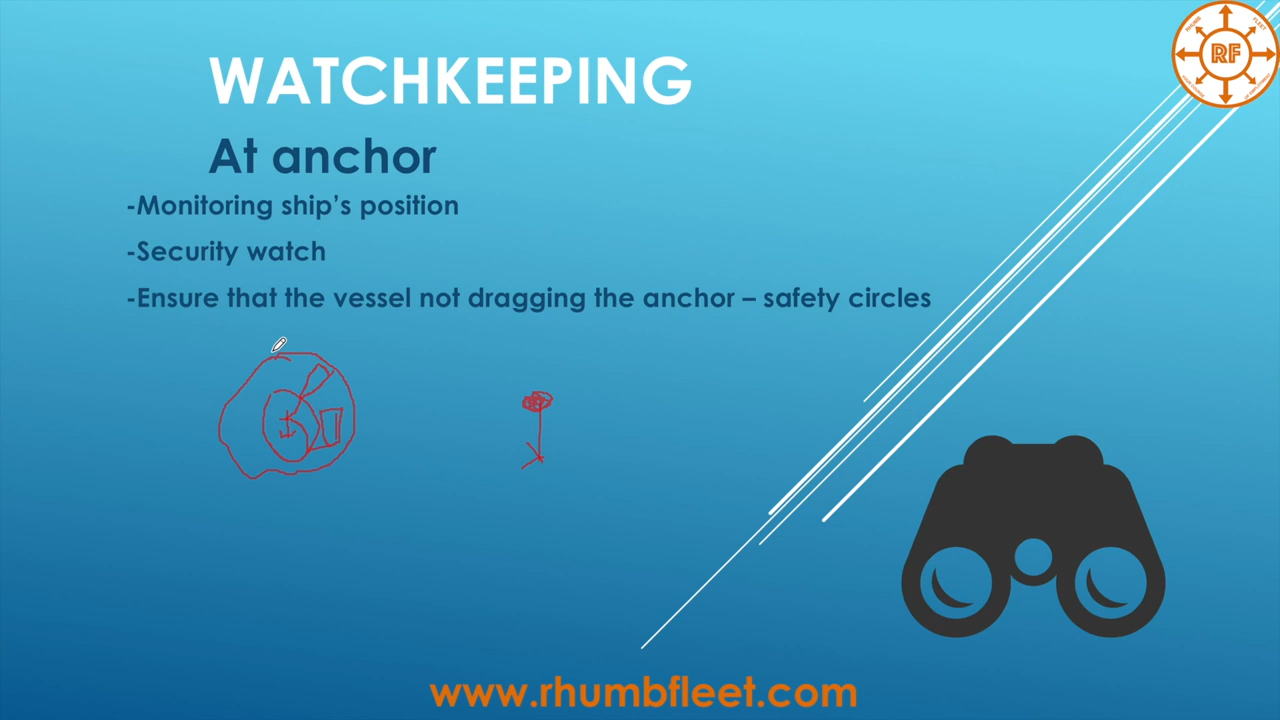 WATCHKEEPING
At anchor
-Monitoring ship's position
-Security watch
-Ensure that the vessel not dragging the anchor – safety circles
RF
FLEET
www.rhumbfleet.com